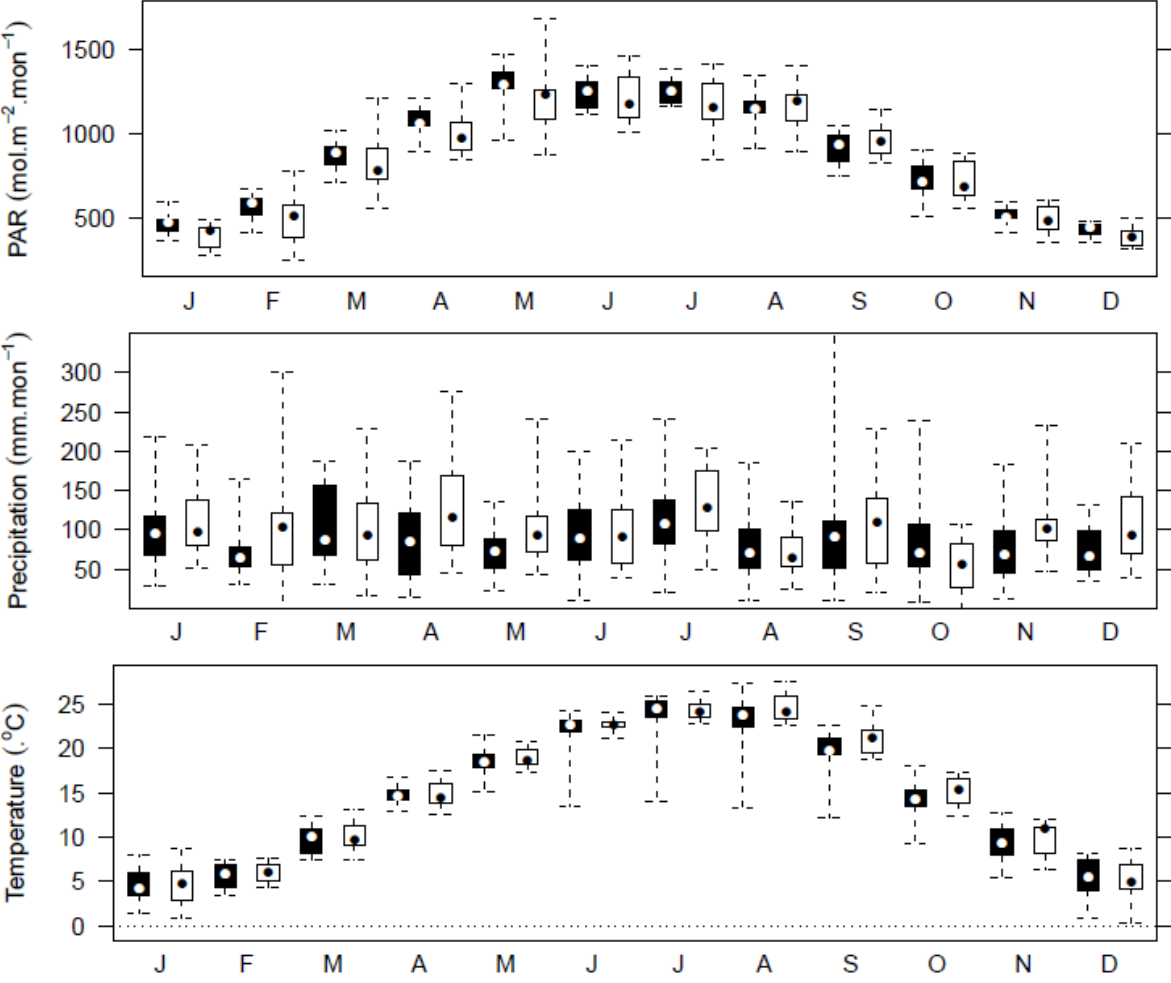 PAR (mol.m−2.mon−1)
1500
1000
500
J F M A M J J A S O N D
Precipitation (mm.mon−1)
300
250
200
150
100
50
J F M A M J J A S O N D
Temperature (.°C)
25
20
15
10
5
0
J F M A M J J A S O N D